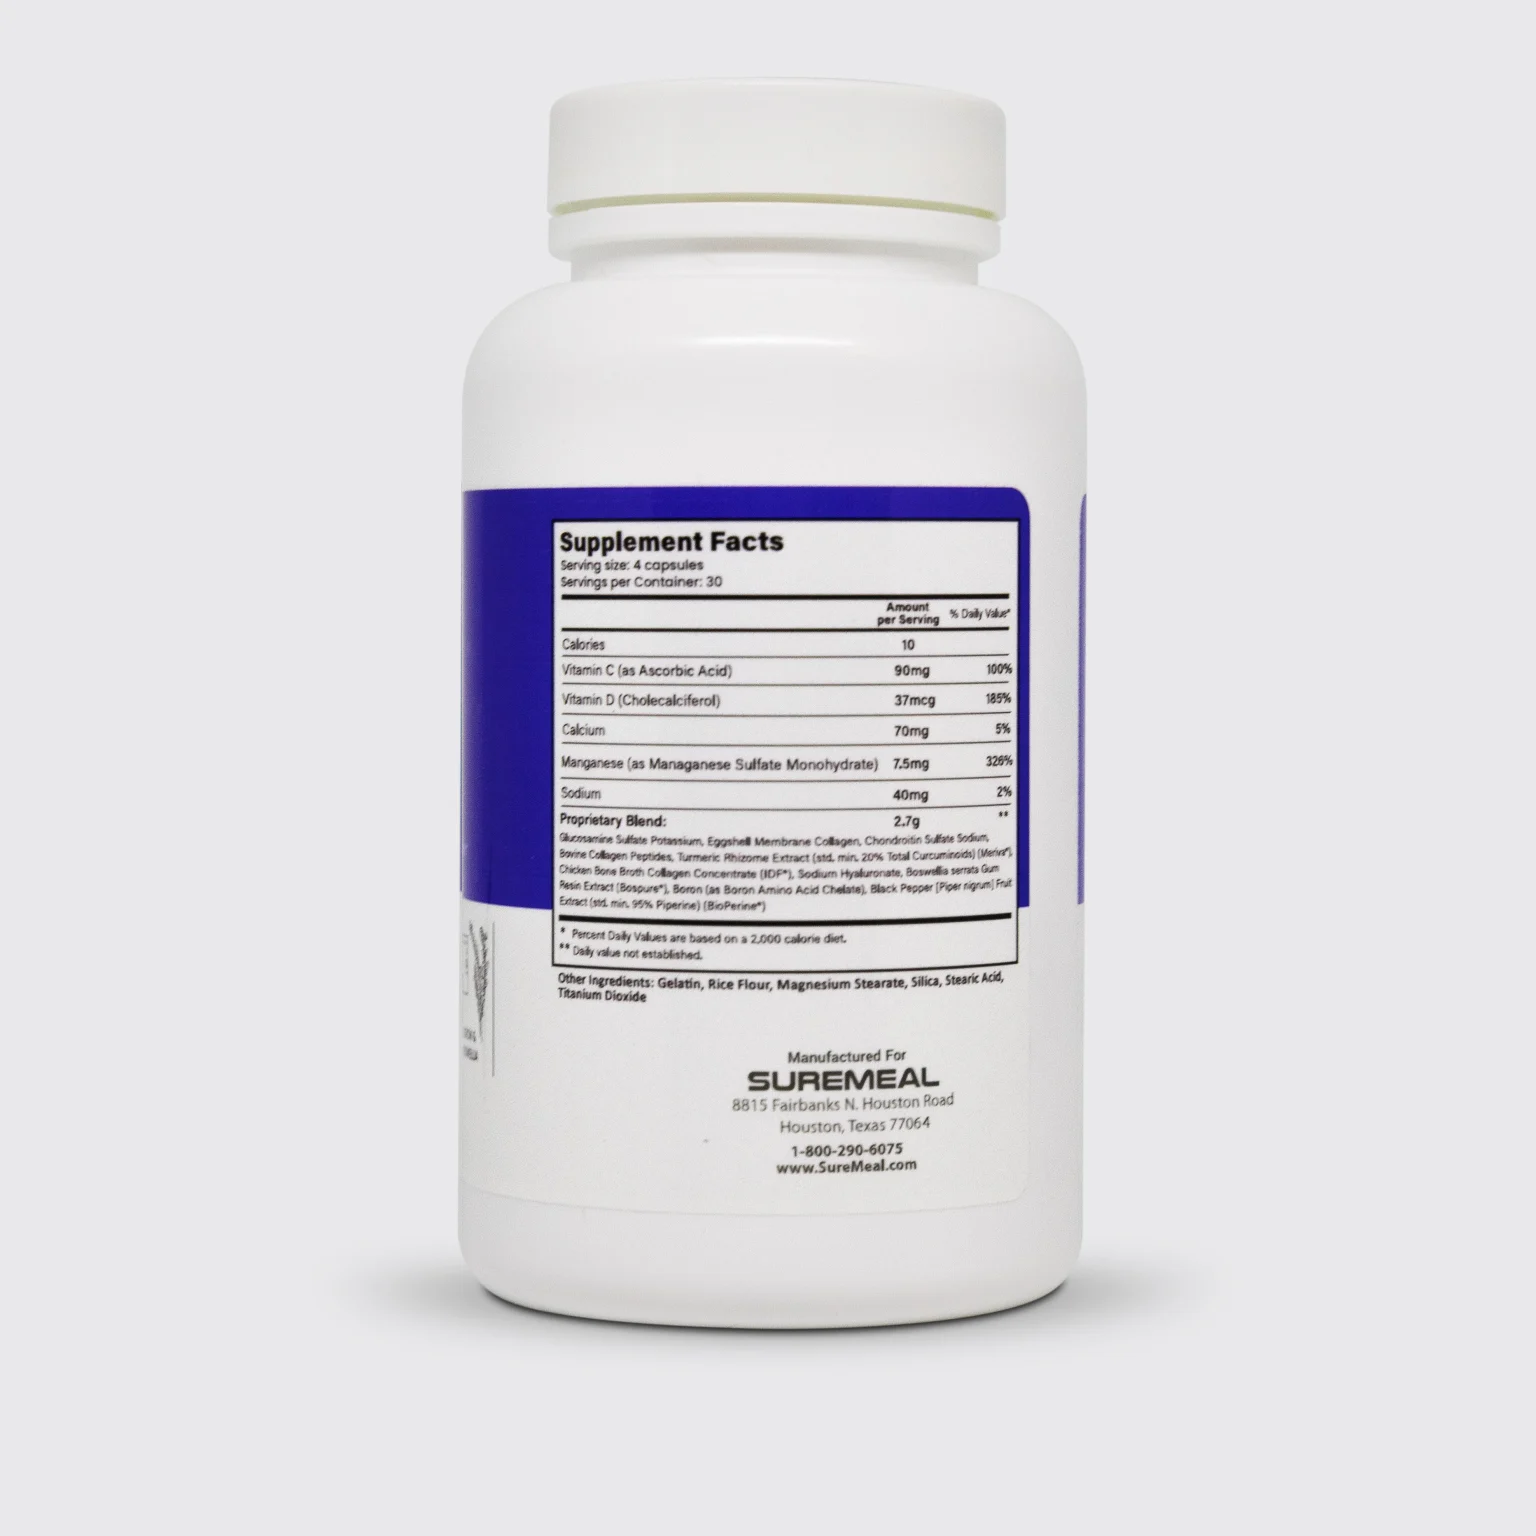 Supplement Facts
Serving size: 4 capsules
Servings per Container: 30
Amount per Serving % Daily Value*
Calories 10
Vitamin C (as Ascorbic Acid) 90mg 100%
Vitamin D (Cholecalciferol) 37mcg 185%
Calcium 70mg 5%
Manganese (as Managanese Sulfate Monohydrate) 7.5mg 326%
Sodium 40mg 2%
Proprietary Blend: 2.7g **
Glucosamine Sulfate Potassium, Eggshell Membrane Collagen, Chondroitin Sulfate Sodium,
Bovine Collagen Peptides, Turmeric Rhizome Extract (std. min. 20% Total Curcuminoids) (Meriva®),
Chicken Bone Broth Collagen Concentrate (IDF®), Sodium Hyaluronate, Boswellia serrata Gum
Resin Extract (Bospure®), Boron (as Boron Amino Acid Chelate), Black Pepper [Piper nigrum] Fruit
Extract (std. min. 95% Piperine) (BioPerine®)
* Percent Daily Values are based on a 2,000 calorie diet.
** Daily value not established.
Other Ingredients: Gelatin, Rice Flour, Magnesium Stearate, Silica, Stearic Acid,
Titanium Dioxide
Manufactured For
SUREMEAL
8815 Fairbanks N. Houston Road
Houston, Texas 77064
1-800-290-6075
www.SureMeal.com